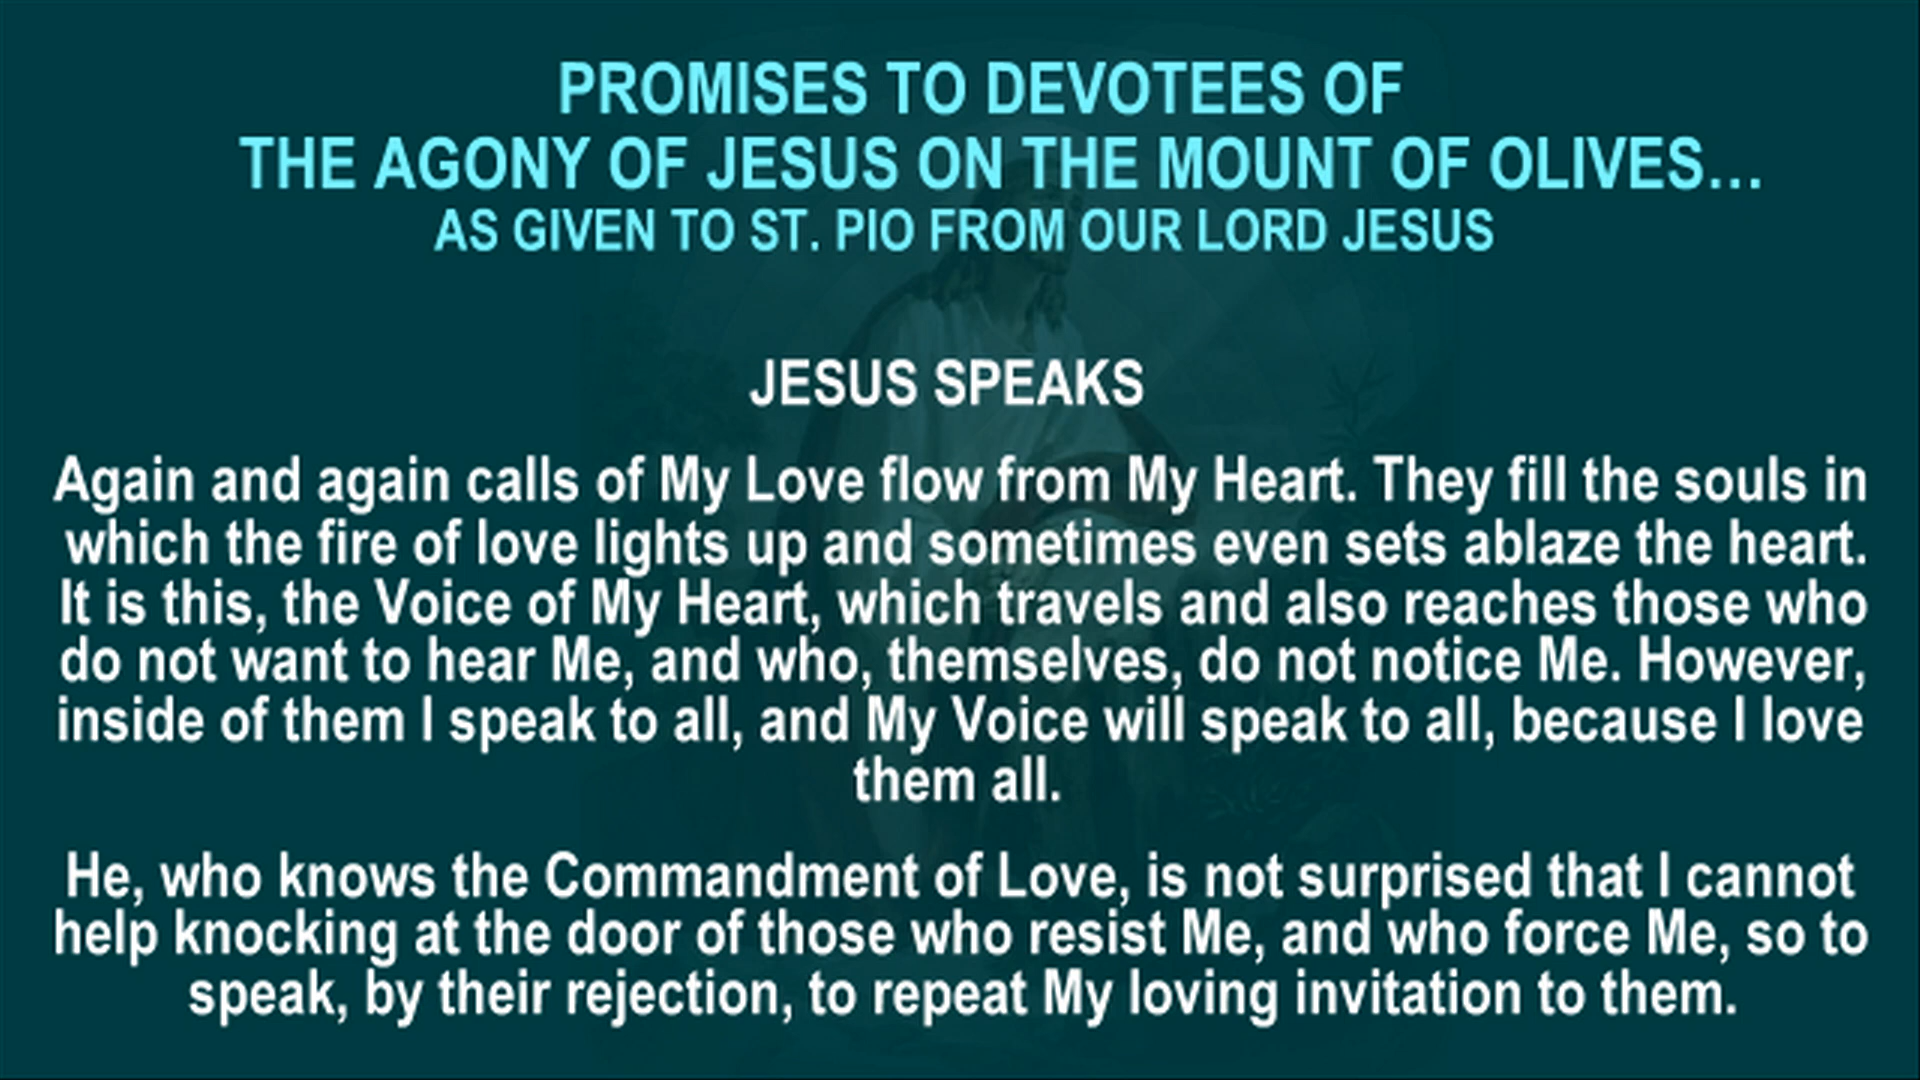 PROMISES TO DEVOTEES OF
THE AGONY OF JESUS ON THE MOUNT OF OLIVES...
AS GIVEN TO ST. PIO FROM OUR LORD JESUS
JESUS SPEAKS
Again and again calls of My Love flow from My Heart. They fill the souls in
which the fire of love lights up and sometimes even sets ablaze the heart.
It is this, the Voice of My Heart, which travels and also reaches those who
do not want to hear Me, and who, themselves, do not notice Me. However,
inside of them I speak to all, and My Voice will speak to all, because I love
them all.
He, who knows the Commandment of Love, is not surprised that I cannot
help knocking at the door of those who resist Me, and who force Me, so to
speak, by their rejection, to repeat My loving invitation to them.